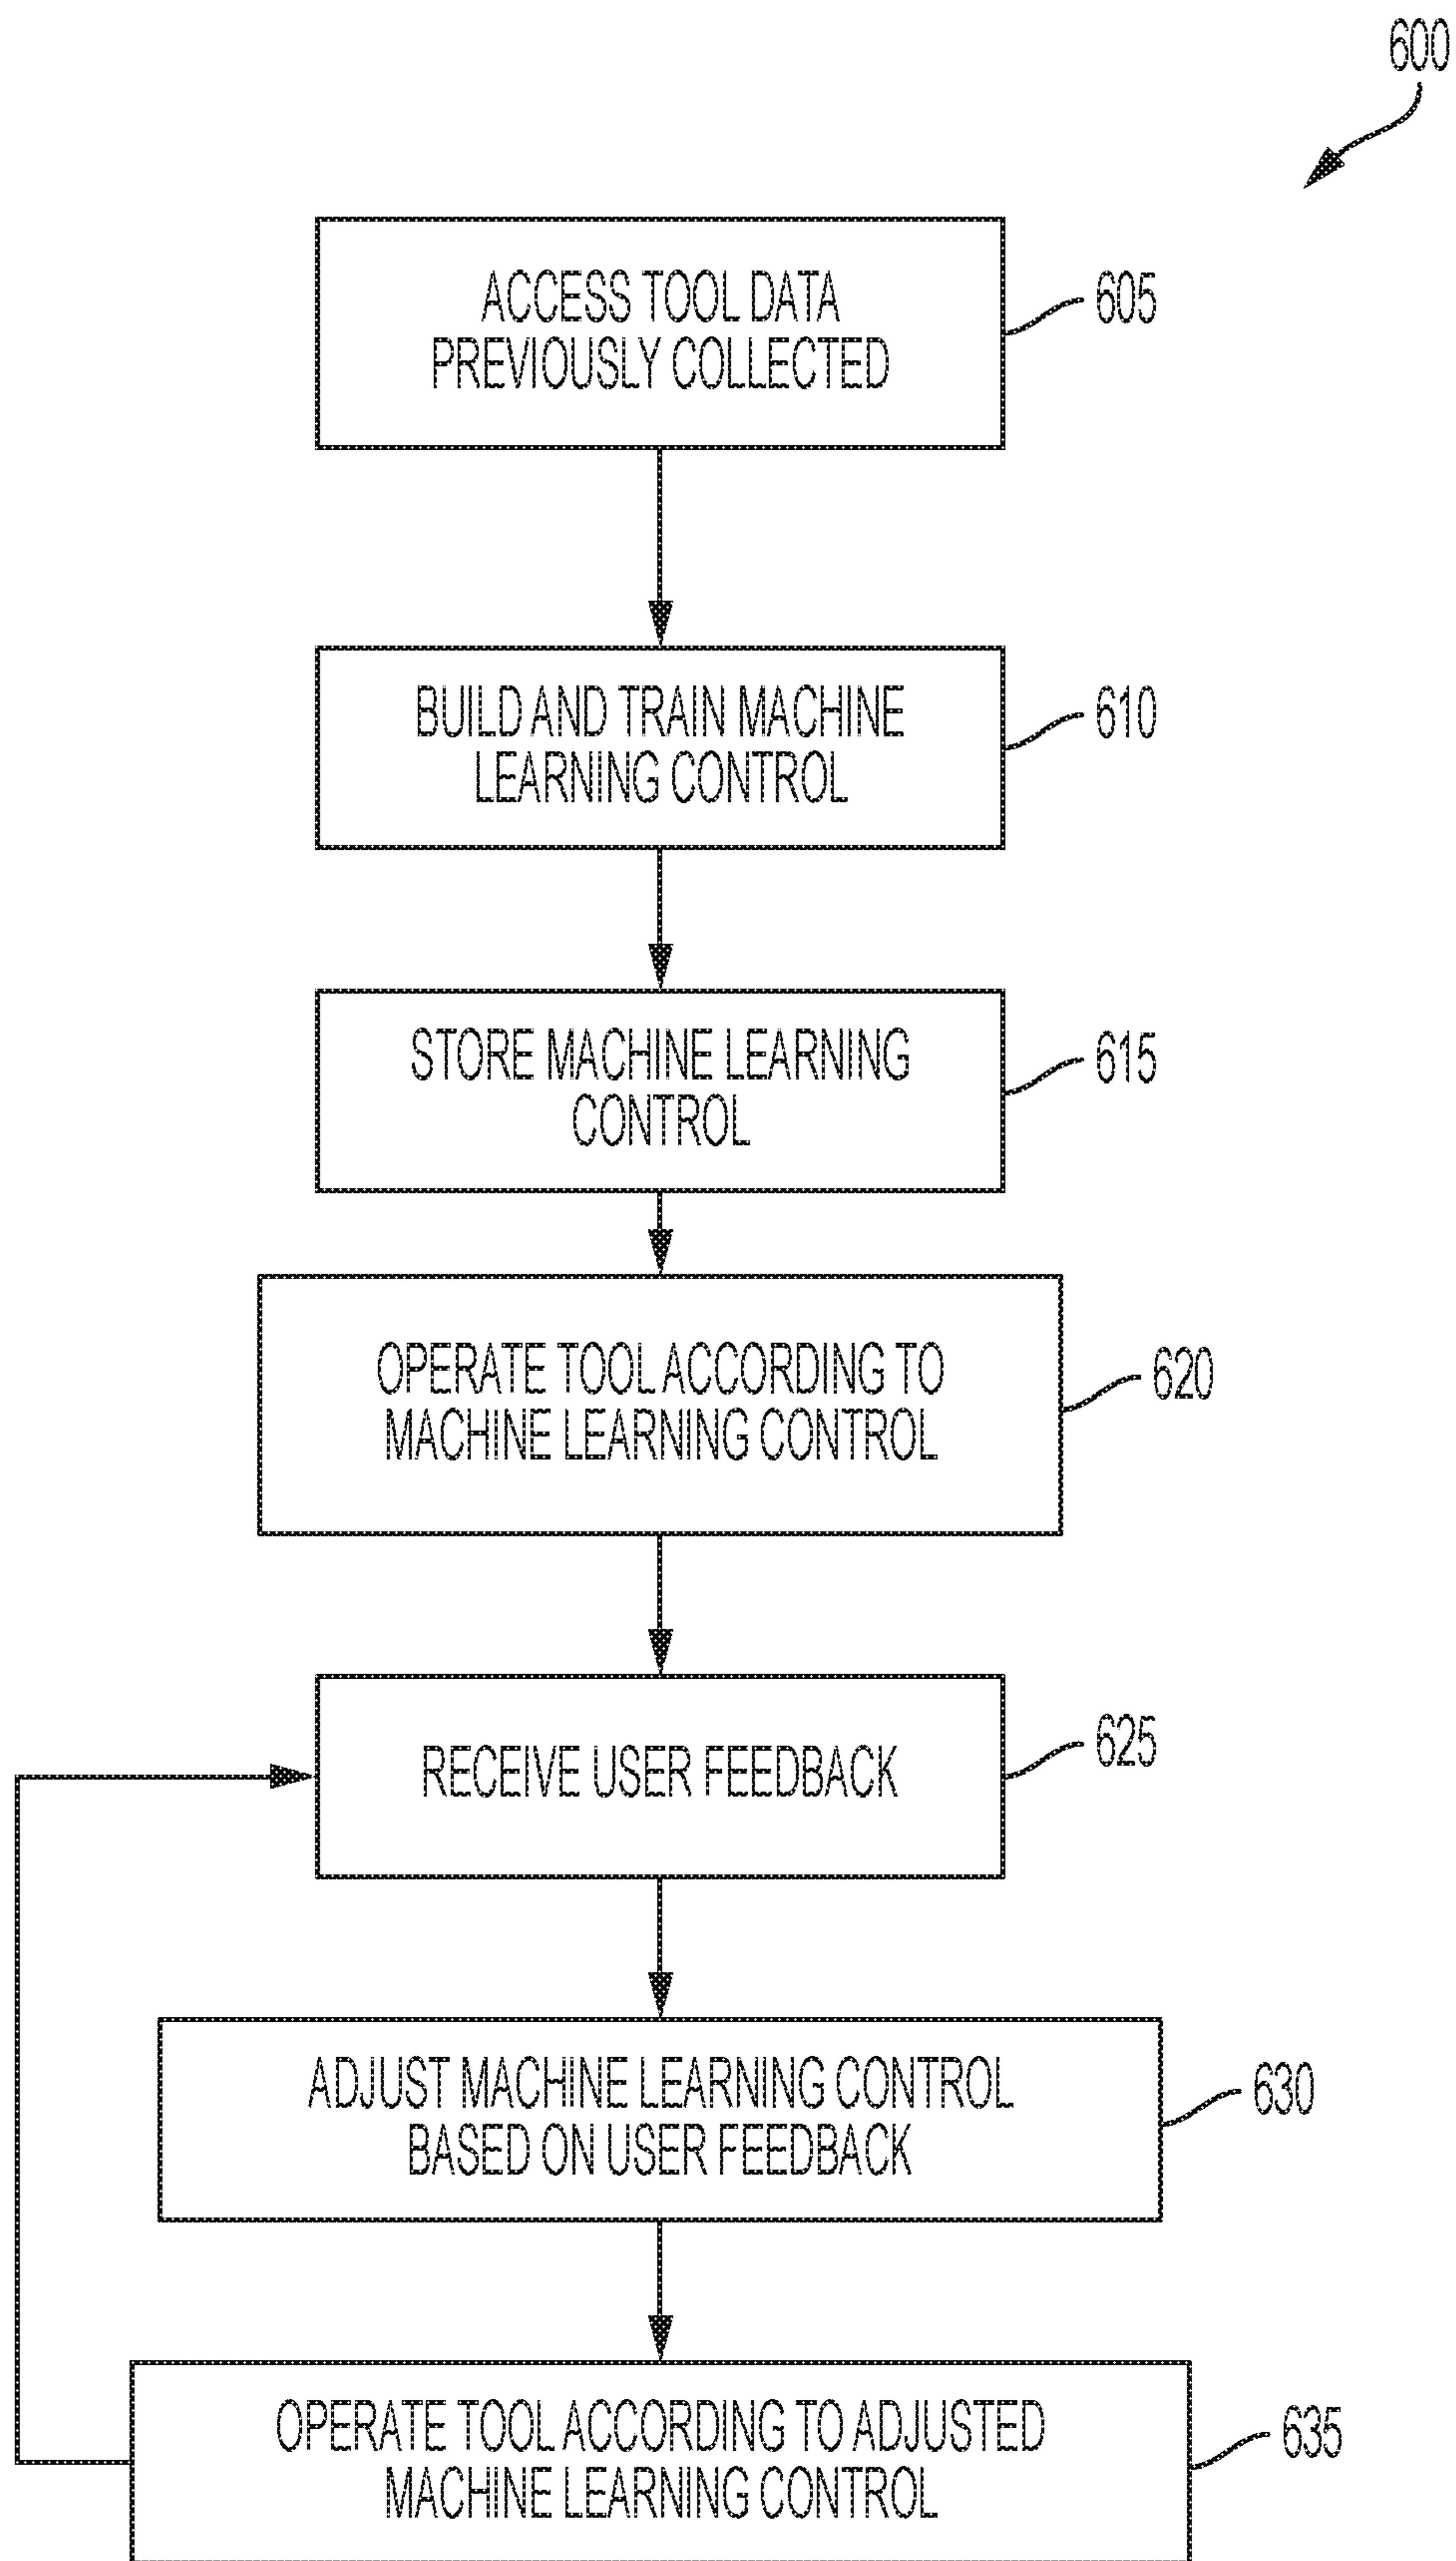 600
ACCESS TOOL DATA
PREVIOUSLY COLLECTED
605
BUILD AND TRAIN MACHINE
LEARNING CONTROL
610
STORE MACHINE LEARNING
CONTROL
615
OPERATE TOOL ACCORDING TO
MACHINE LEARNING CONTROL
620
RECEIVE USER FEEDBACK
625
ADJUST MACHINE LEARNING CONTROL
BASED ON USER FEEDBACK
630
OPERATE TOOL ACCORDING TO ADJUSTED
MACHINE LEARNING CONTROL
635